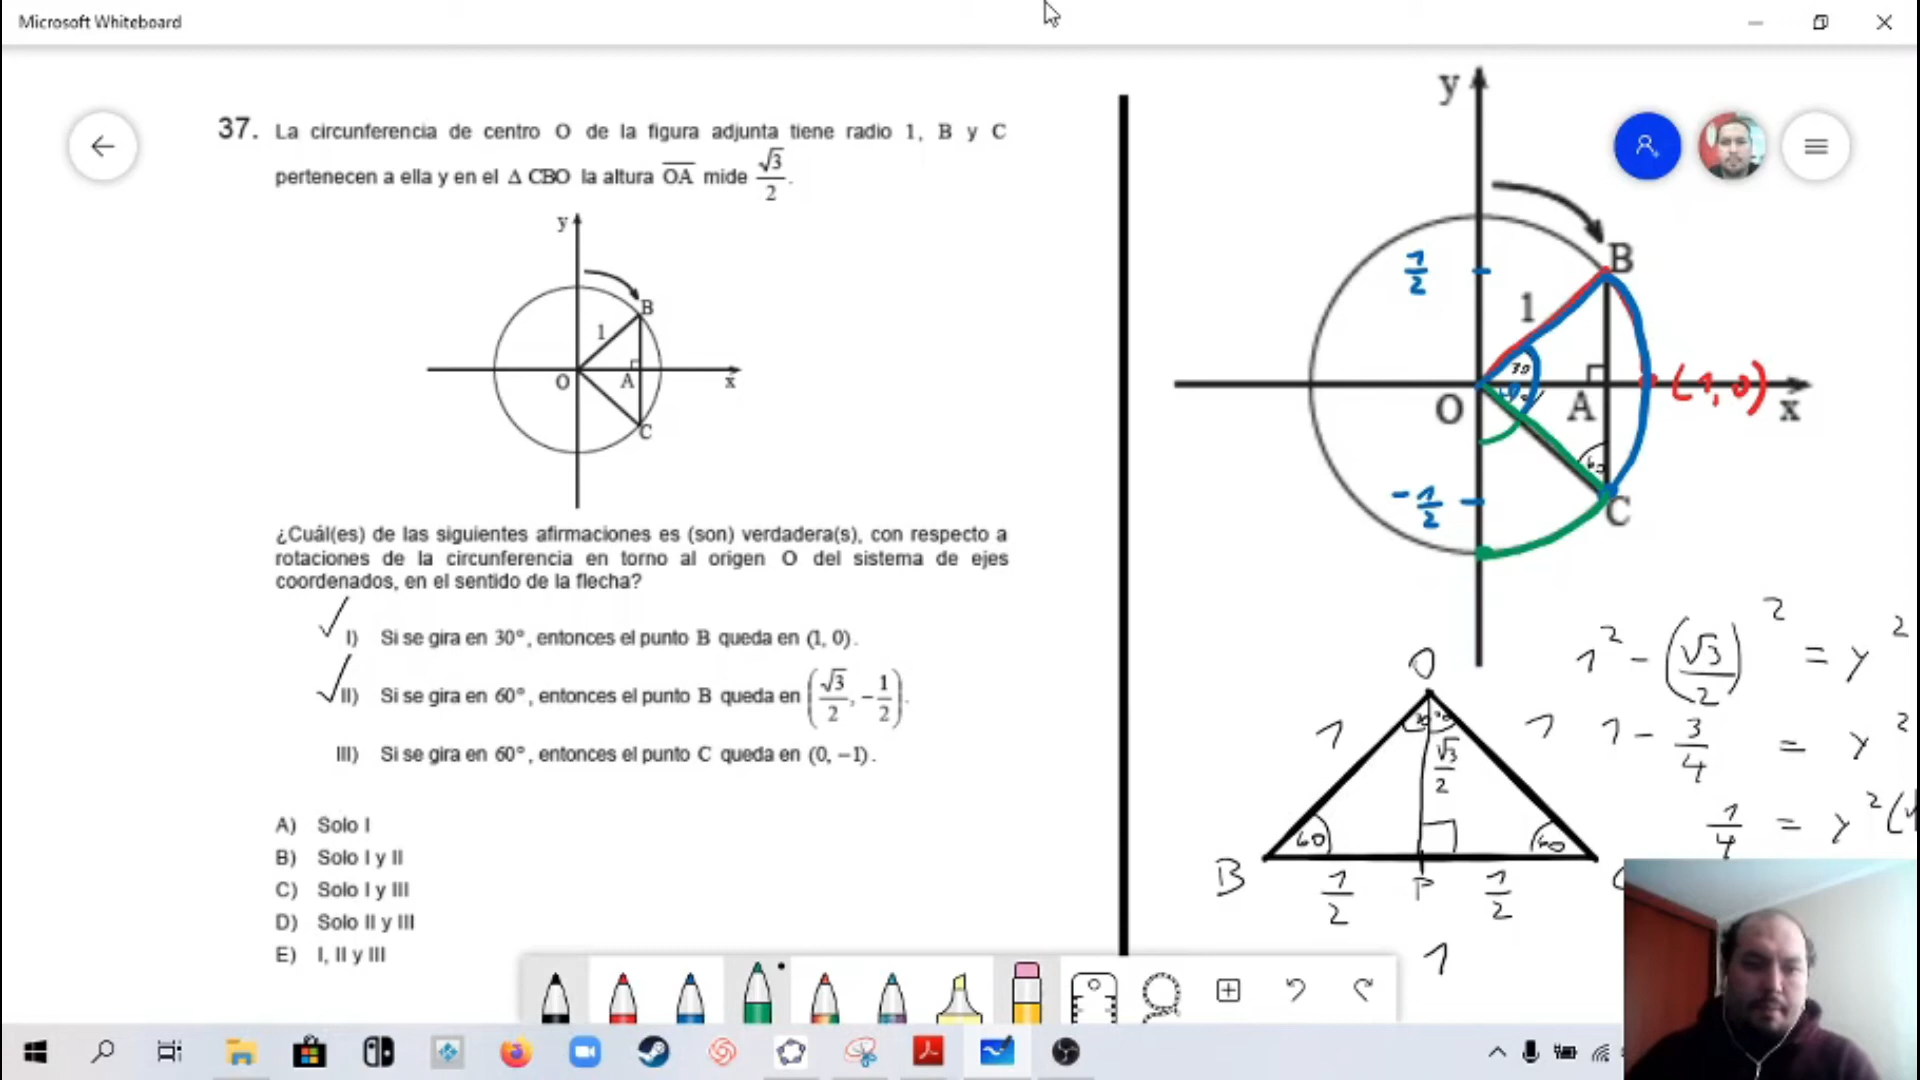 Microsoft Whiteboard
37. La circunferencia de centro O de la figura adjunta tiene radio 1, B y C
pertenecen a ella y en el Δ CBO la altura OA mide √3/2.
y
B
1
O
A
x
C
¿Cuál(es) de las siguientes afirmaciones es (son) verdadera(s), con respecto a
rotaciones de la circunferencia en torno al origen O del sistema de ejes
coordenados, en el sentido de la flecha?
I) Si se gira en 30°, entonces el punto B queda en (1, 0).
II) Si se gira en 60°, entonces el punto B queda en (√3/2, -1/2).
III) Si se gira en 60°, entonces el punto C queda en (0, -1).
A) Solo I
B) Solo I y II
C) Solo I y III
D) Solo II y III
E) I, II y III
y
B
1/2
1
30
(1,0)
O
A
x
60
-1/2
C
O
1
1
√3/2
60
60
B
1/2
P
1/2
1
1² - (√3/2)² = y²
1 - 3/4 = y²
1/4 = y²